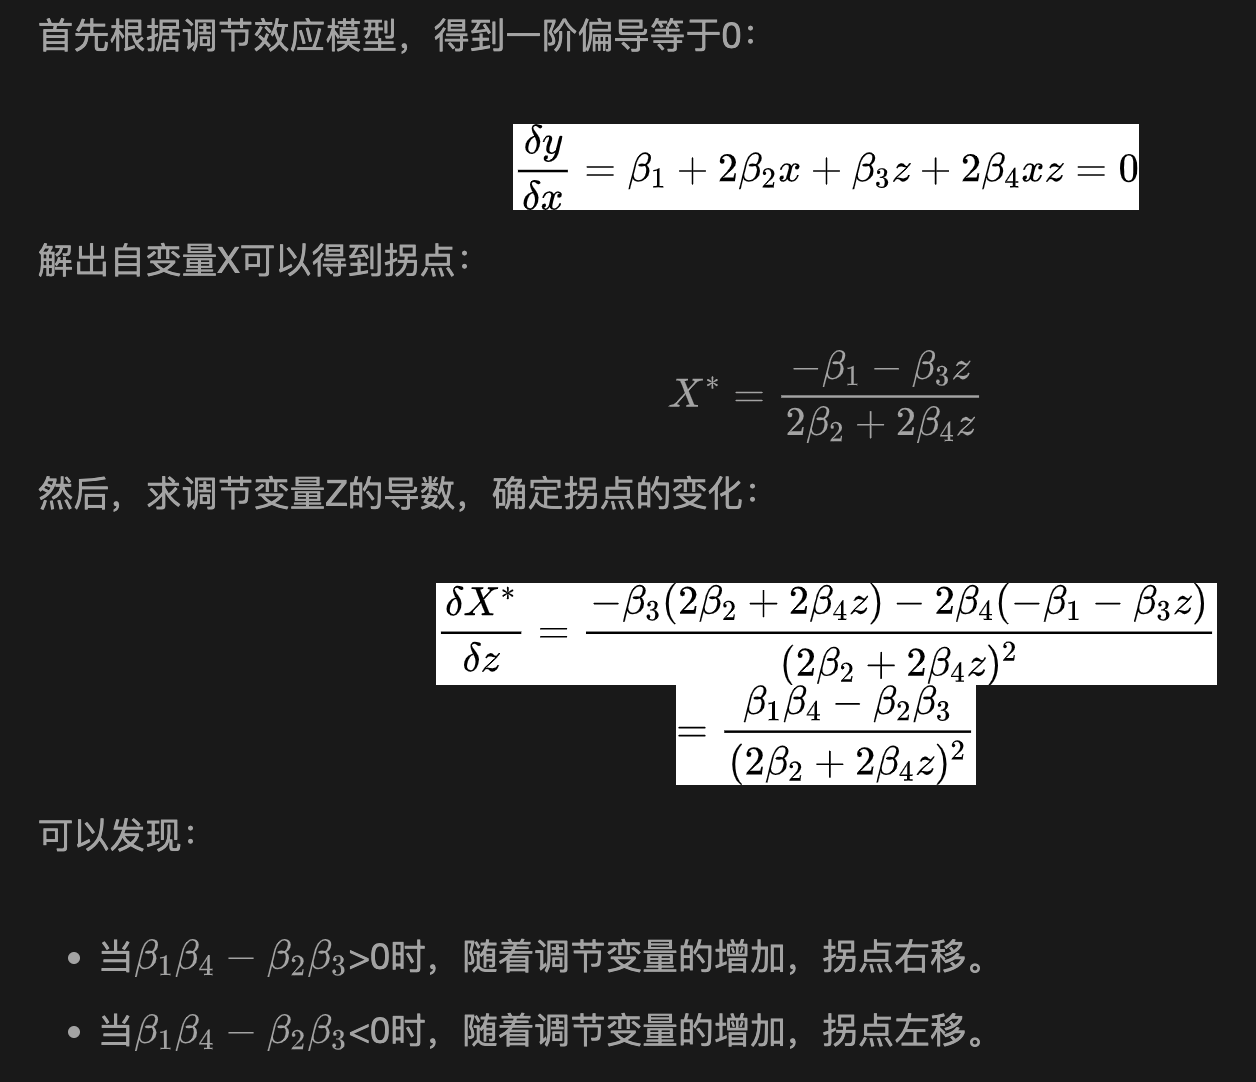 首先根据调节效应模型，得到一阶偏导等于0：
$\frac{\delta y}{\delta x} = \beta_1 + 2\beta_2 x + \beta_3 z + 2\beta_4 xz = 0$
解出自变量X可以得到拐点：
$X^* = \frac{-\beta_1 - \beta_3 z}{2\beta_2 + 2\beta_4 z}$
然后，求调节变量Z的导数，确定拐点的变化：
$\frac{\delta X^*}{\delta z} = \frac{-\beta_3(2\beta_2 + 2\beta_4 z) - 2\beta_4(-\beta_1 - \beta_3 z)}{(2\beta_2 + 2\beta_4 z)^2}$
$= \frac{\beta_1\beta_4 - \beta_2\beta_3}{(2\beta_2 + 2\beta_4 z)^2}$
可以发现：
• 当$\beta_1\beta_4 - \beta_2\beta_3$>0时，随着调节变量的增加，拐点右移。
• 当$\beta_1\beta_4 - \beta_2\beta_3$<0时，随着调节变量的增加，拐点左移。